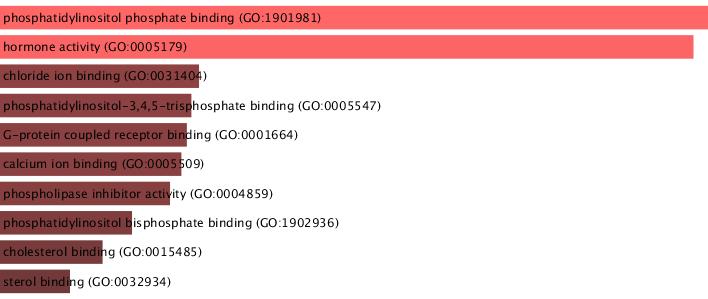 phosphatidylinositol phosphate binding (GO:1901981)
hormone activity (GO:0005179)
chloride ion binding (GO:0031404)
phosphatidylinositol-3,4,5-trisphosphate binding (GO:0005547)
G-protein coupled receptor binding (GO:0001664)
calcium ion binding (GO:0005509)
phospholipase inhibitor activity (GO:0004859)
phosphatidylinositol bisphosphate binding (GO:1902936)
cholesterol binding (GO:0015485)
sterol binding (GO:0032934)